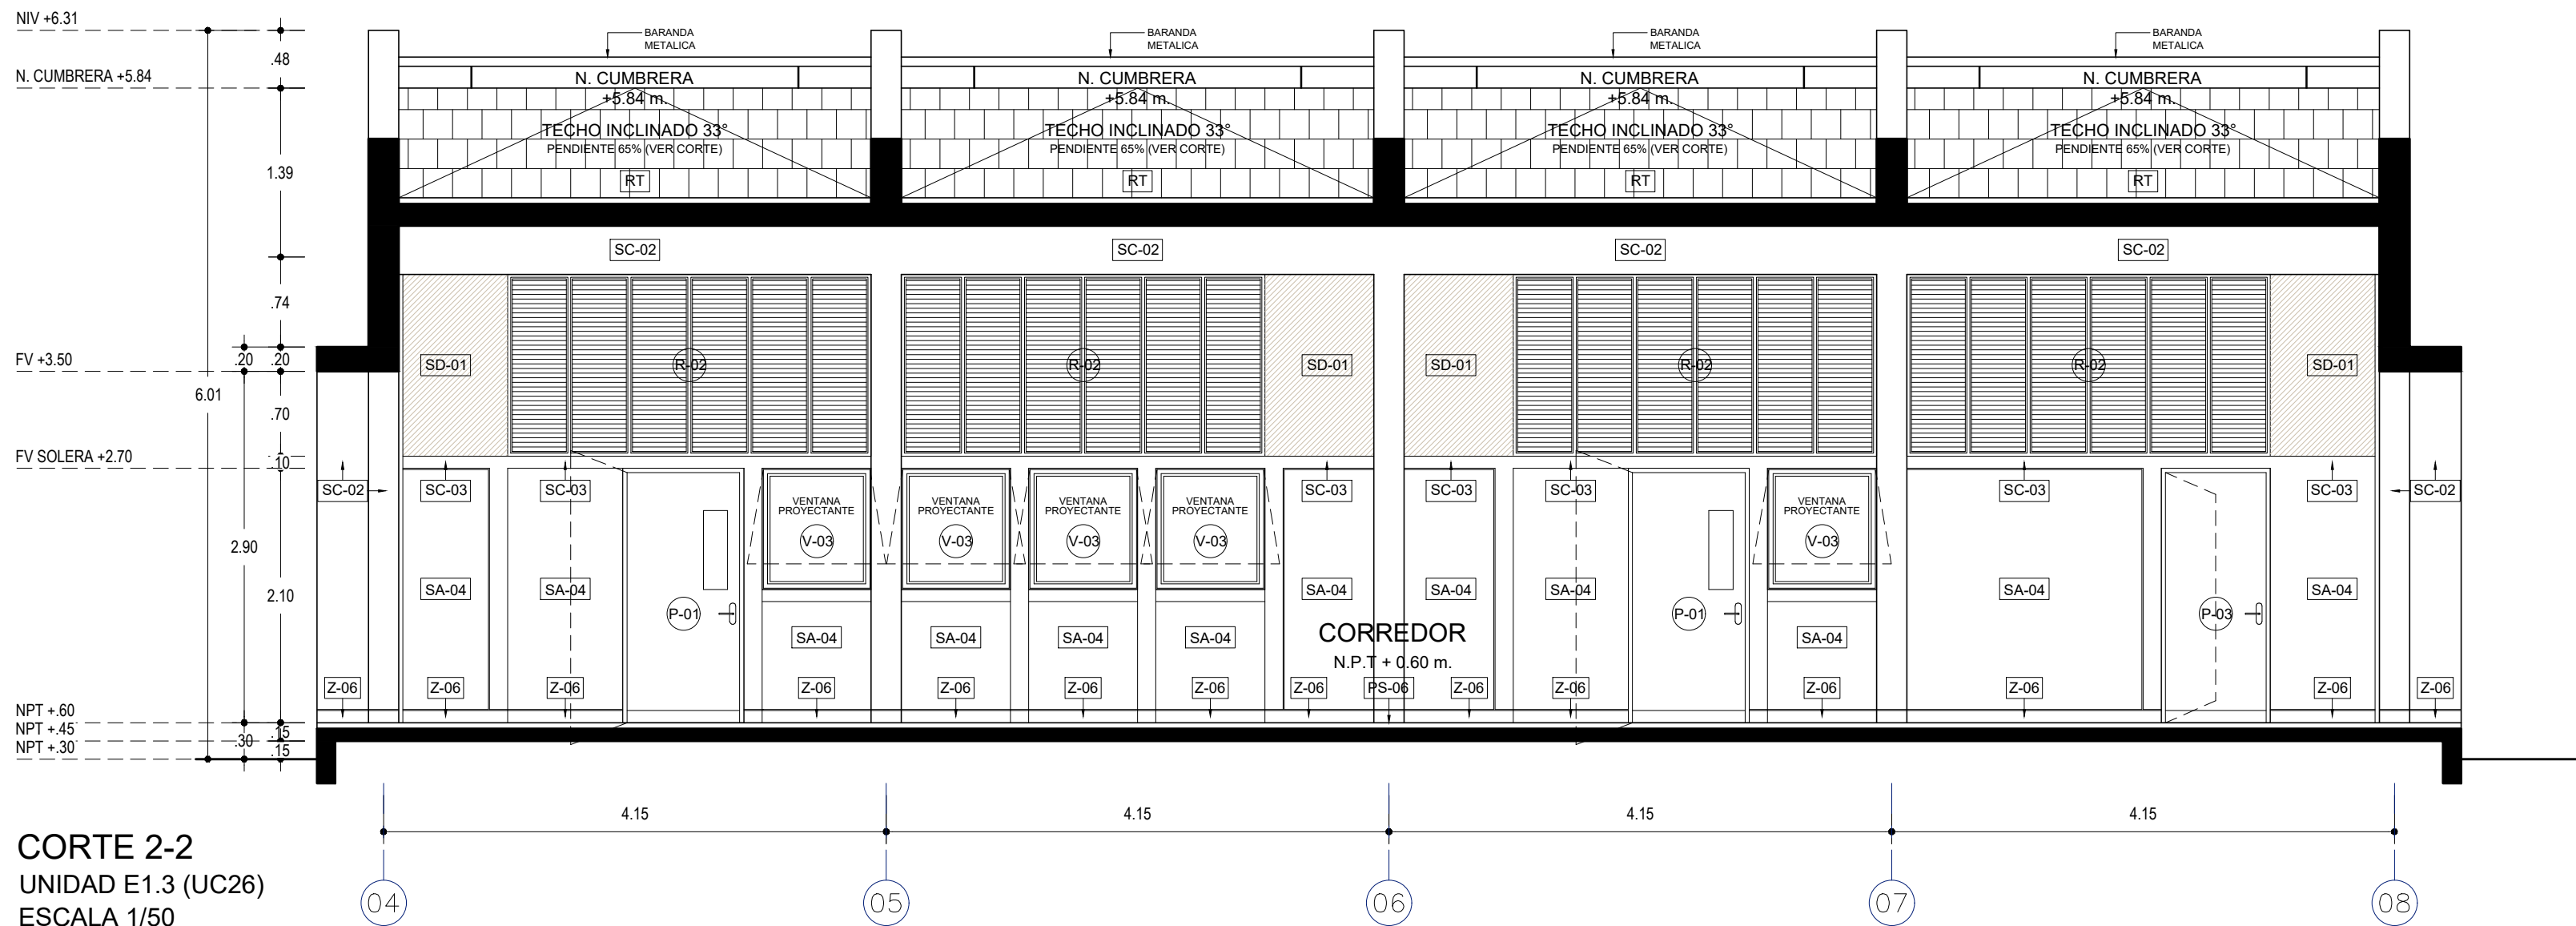 NIV +6.31
BARANDA
METALICA
BARANDA
METALICA
BARANDA
METALICA
BARANDA
METALICA
.48
N. CUMBRERA +5.84
N. CUMBRERA
+5.84 m.
N. CUMBRERA
+5.84 m.
N. CUMBRERA
+5.84 m.
N. CUMBRERA
+5.84 m.
TECHO INCLINADO 33°
PENDIENTE 65% (VER CORTE)
TECHO INCLINADO 33°
PENDIENTE 65% (VER CORTE)
TECHO INCLINADO 33°
PENDIENTE 65% (VER CORTE)
TECHO INCLINADO 33°
PENDIENTE 65% (VER CORTE)
1.39
RT RT RT RT
SC-02 SC-02 SC-02 SC-02
.74
FV +3.50
.20 .20
SD-01 R-02 R-02 SD-01 SD-01 R-02 R-02 SD-01
6.01
.70
FV SOLERA +2.70
.10
SC-02 SC-03 SC-03 SC-03 SC-03 SC-03 SC-03 SC-03 SC-02
VENTANA
PROYECTANTE
V-03
VENTANA
PROYECTANTE
V-03
VENTANA
PROYECTANTE
V-03
VENTANA
PROYECTANTE
V-03
VENTANA
PROYECTANTE
V-03
2.90
2.10
SA-04 SA-04 SA-04 SA-04 SA-04 SA-04 SA-04
P-01 P-01 P-03
SA-04 SA-04 SA-04 SA-04 SA-04
CORREDOR
N.P.T + 0.60 m.
Z-06 Z-06 Z-06 Z-06 Z-06 Z-06 Z-06 Z-06 PS-06 Z-06 Z-06 Z-06 Z-06 Z-06 Z-06
NPT +.60
NPT +.45
NPT +.30
.30
.15
.15
4.15 4.15 4.15 4.15
CORTE 2-2
UNIDAD E1.3 (UC26)
ESCALA 1/50
04 05 06 07 08